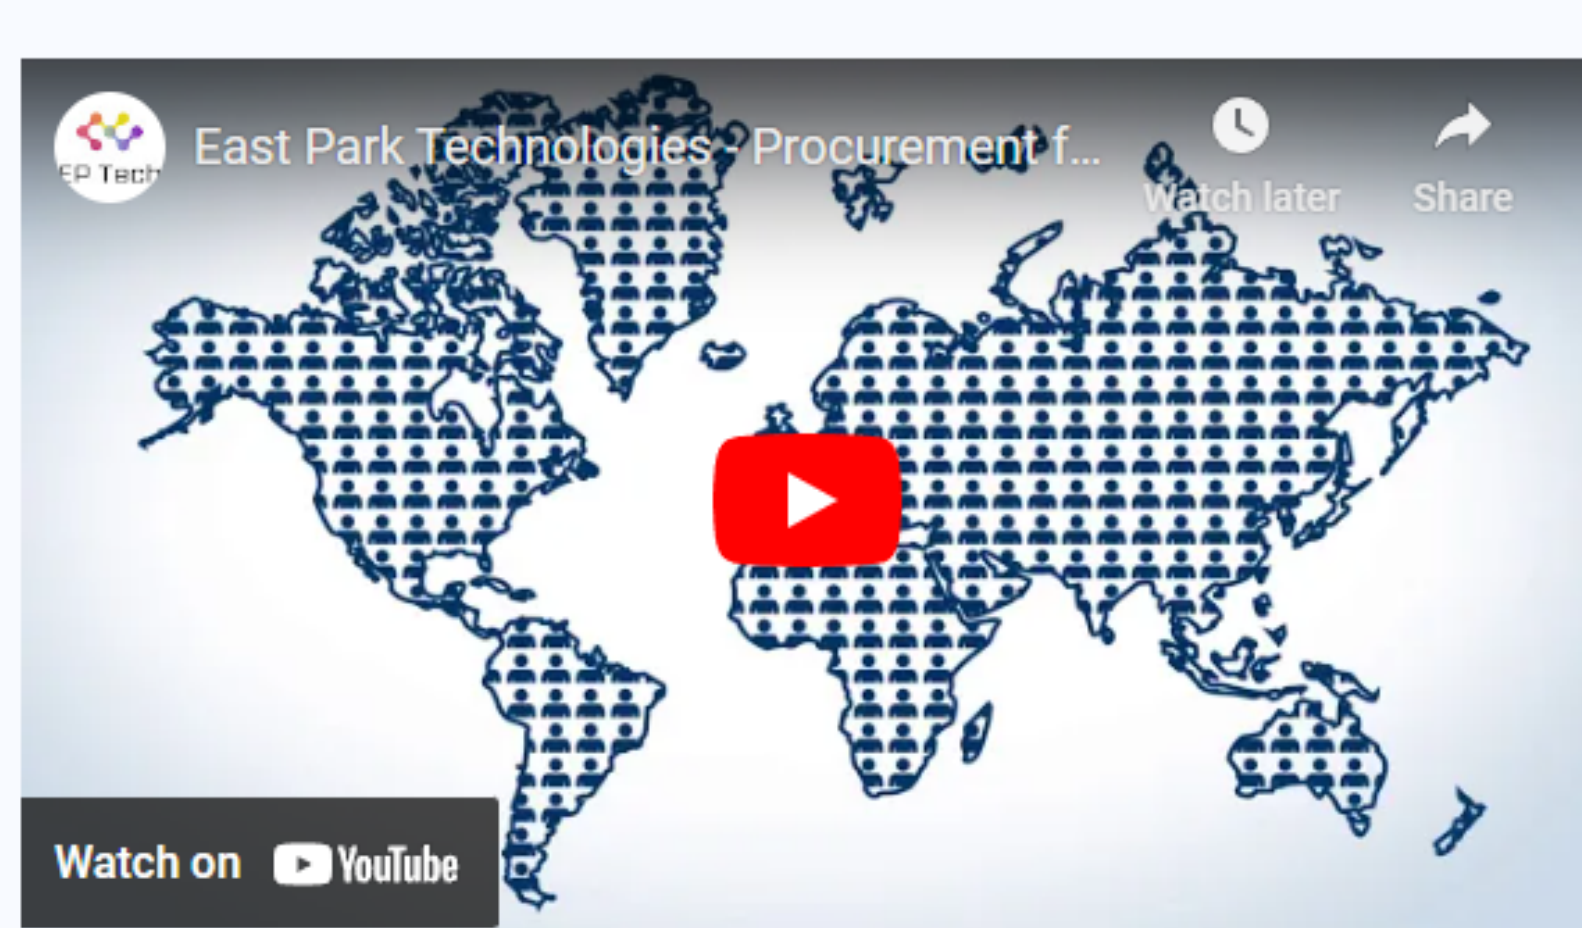 East Park Technologies - Procurement f...
EP Tech
Watch later
Share
Watch on YouTube